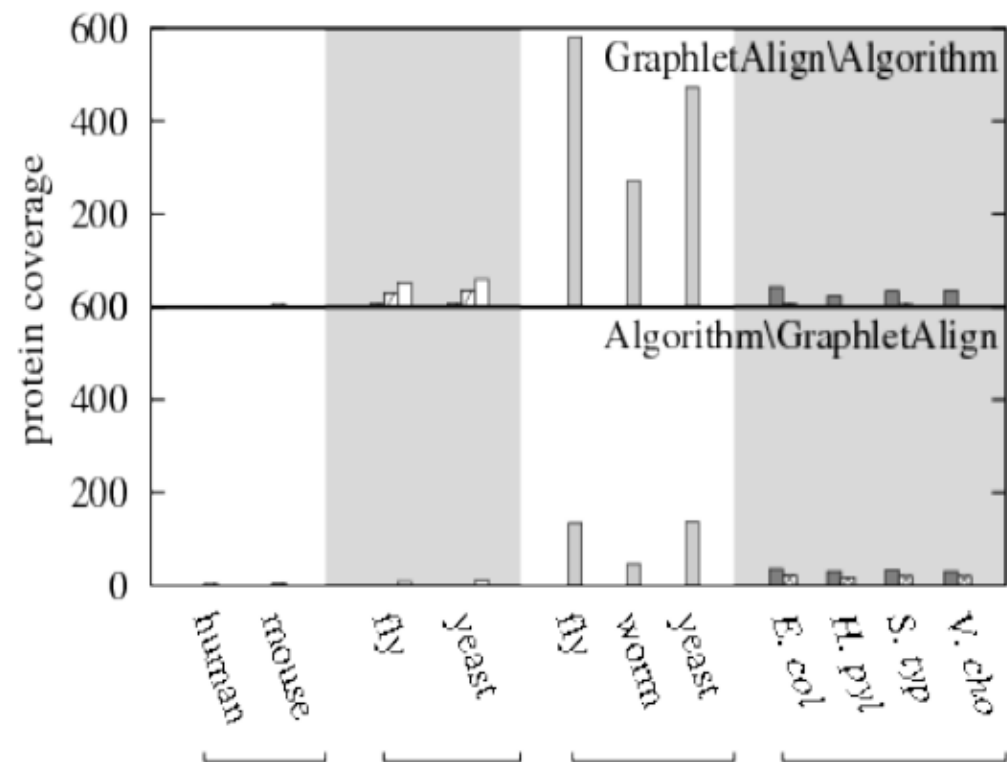 600
GraphletAlign\Algorithm
400
200
600
Algorithm\GraphletAlign
400
200
0
protein coverage
human
mouse
fly
yeast
fly
worm
yeast
E. col
H. pyl
S. typ
V. cho